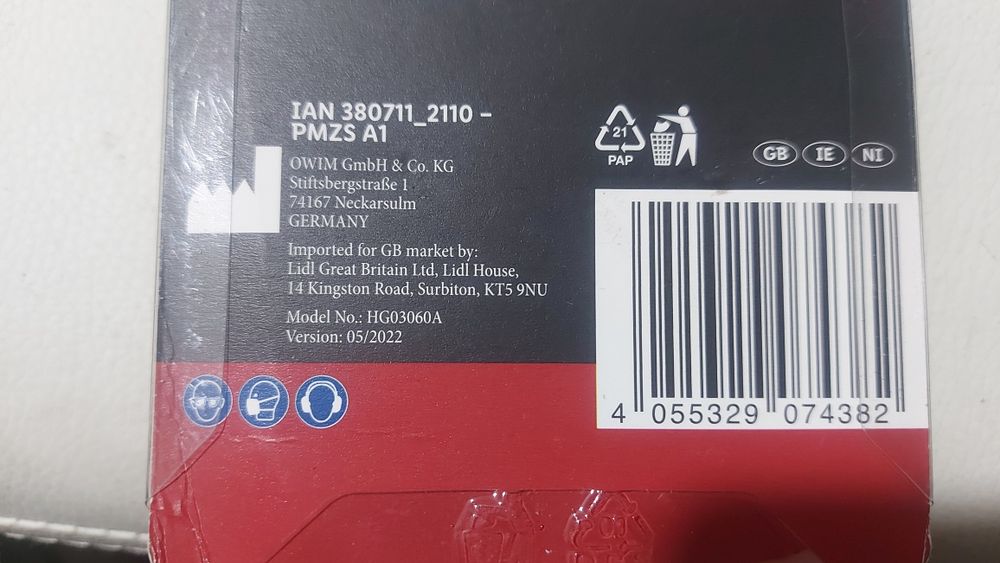 IAN 380711_2110 –
PMZS A1
OWIM GmbH & Co. KG
Stiftsbergstraße 1
74167 Neckarsulm
GERMANY
Imported for GB market by:
Lidl Great Britain Ltd, Lidl House,
14 Kingston Road, Surbiton, KT5 9NU
Model No.: HG03060A
Version: 05/2022
21
PAP
GB IE NI
4 055329 074382